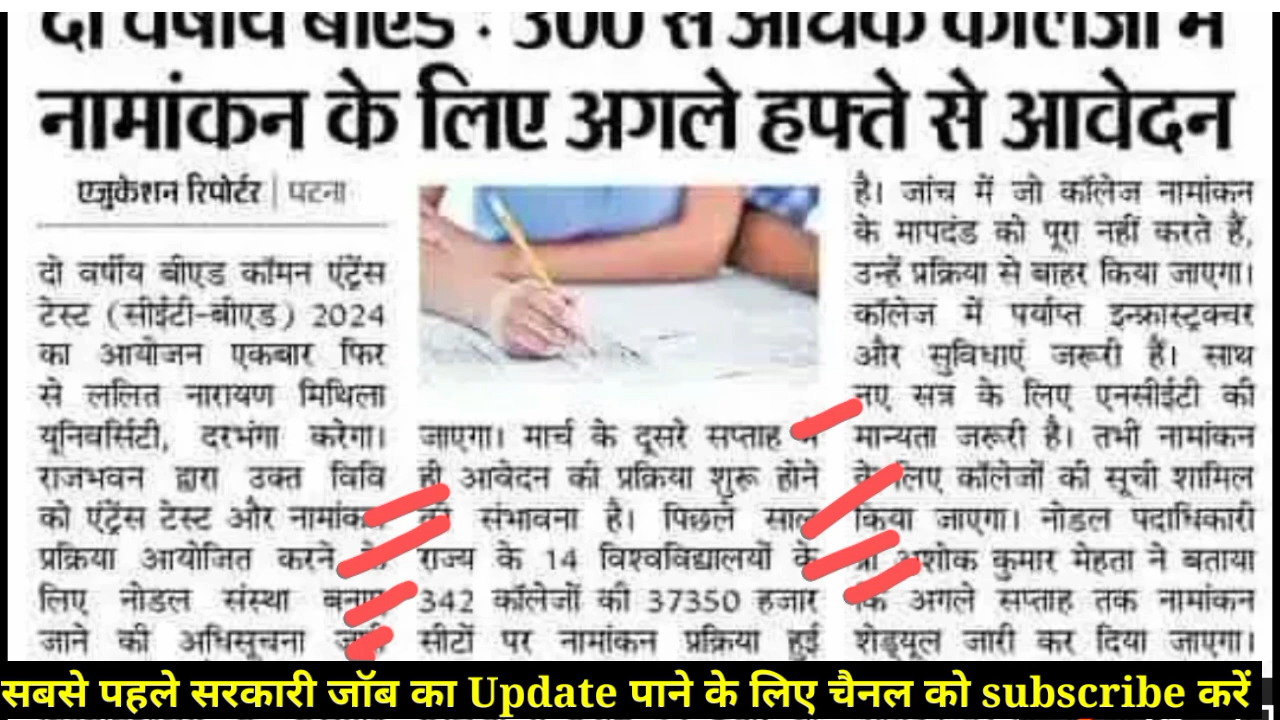 दो वर्षीय बीएड : 300 से अधिक कॉलेजों में
नामांकन के लिए अगले हफ्ते से आवेदन
एजुकेशन रिपोर्टर | पटना
दो वर्षीय बीएड कॉमन एंट्रेंस
टेस्ट (सीईटी-बीएड) 2024
का आयोजन एकबार फिर
से ललित नारायण मिथिला
यूनिवर्सिटी, दरभंगा करेगा।
राजभवन द्वारा उक्त विवि
को एंट्रेंस टेस्ट और नामांकन
प्रक्रिया आयोजित करने के
लिए नोडल संस्था बनाए
जाने की अधिसूचना जारी
जाएगा। मार्च के दूसरे सप्ताह में
ही आवेदन की प्रक्रिया शुरू होने
की संभावना है। पिछले साल
राज्य के 14 विश्वविद्यालयों के
342 कॉलेजों की 37350 हजार
सीटों पर नामांकन प्रक्रिया हुई
है। जांच में जो कॉलेज नामांकन
के मापदंड को पूरा नहीं करते हैं,
उन्हें प्रक्रिया से बाहर किया जाएगा।
कॉलेज में पर्याप्त इन्फ्रास्ट्रक्चर
और सुविधाएं जरूरी हैं। साथ
नए सत्र के लिए एनसीईटी की
मान्यता जरूरी है। तभी नामांकन
के लिए कॉलेजों की सूची शामिल
किया जाएगा। नोडल पदाधिकारी
प्रो अशोक कुमार मेहता ने बताया
कि अगले सप्ताह तक नामांकन
शेड्यूल जारी कर दिया जाएगा।
सबसे पहले सरकारी जॉब का Update पाने के लिए चैनल को subscribe करें